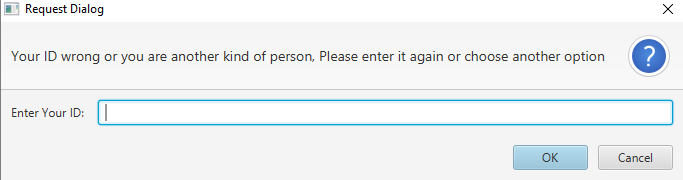 Request Dialog
Your ID wrong or you are another kind of person, Please enter it again or choose another option
?
Enter Your ID:
OK
Cancel